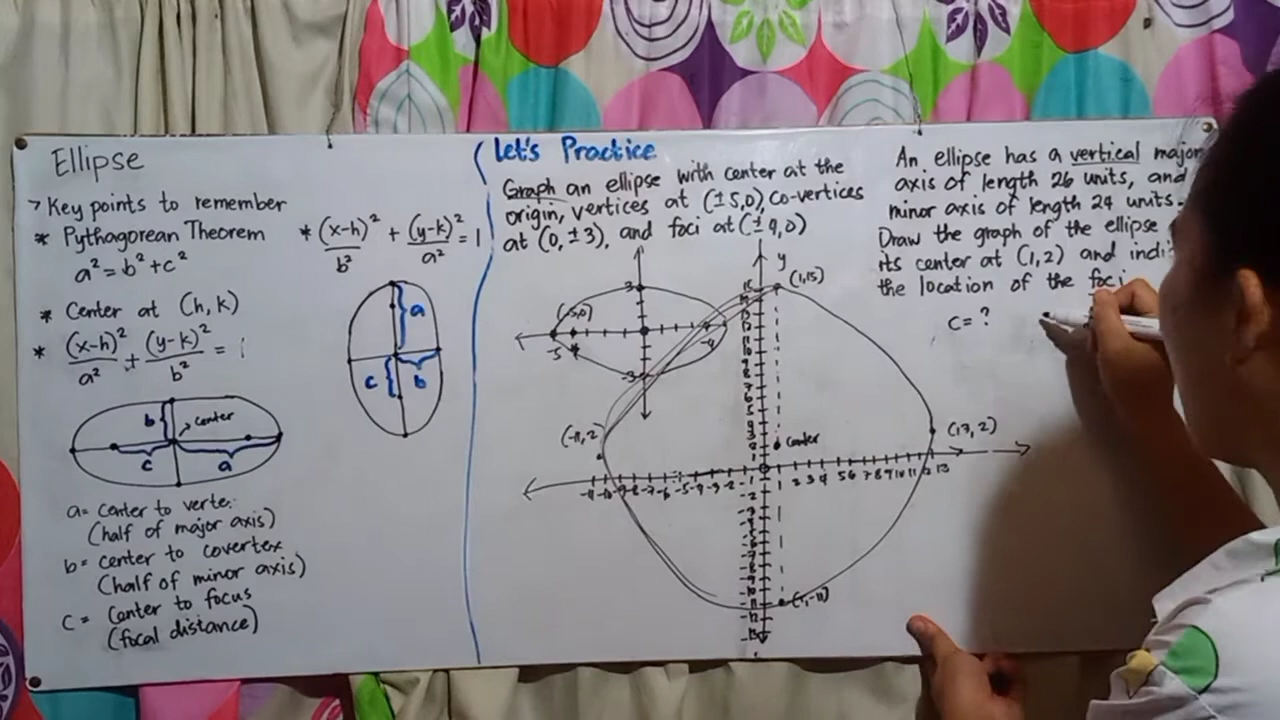 Ellipse
> Key points to remember
* Pythagorean Theorem
a² = b² + c²
* Center at (h, k)
* (x-h)²/a² + (y-k)²/b² = 1
b
center
c
a
a = center to verte
(half of major axis)
b = center to covertex
(half of minor axis)
c = center to focus
(focal distance)
* (x-h)²/b² + (y-k)²/a² = 1
a
c
b
Let's Practice
Graph an ellipse with center at the
origin, vertices at (±5,0), co-vertices
at (0, ±3), and foci at (±4,0)
3
-5
-3
y
(1,15)
(-11,2)
center
(13,2)
(1,-11)
An ellipse has a vertical major
axis of length 26 units, and
minor axis of length 24 units.
Draw the graph of the ellipse
its center at (1,2) and indi
the location of the foci
c = ?